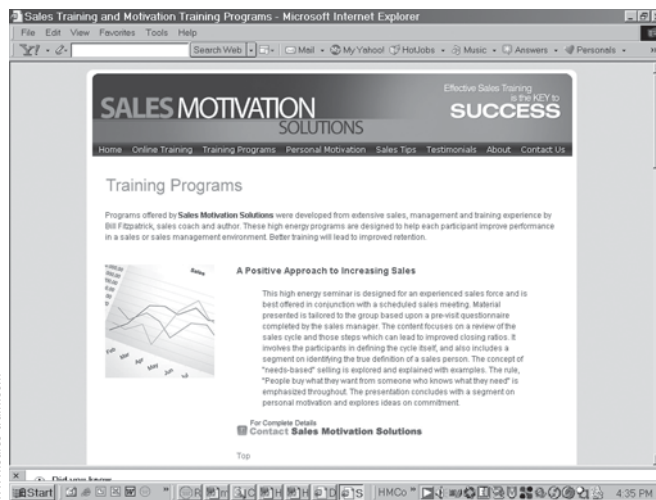 Sales Training and Motivation Training Programs - Microsoft Internet Explorer
File Edit View Favorites Tools Help
Search Web Mail My Yahoo! HotJobs Music Answers Personals
Effective Sales Training
is the KEY to
SUCCESS
SALES MOTIVATION
SOLUTIONS
Home Online Training Training Programs Personal Motivation Sales Tips Testimonials About Contact Us
Training Programs
Programs offered by Sales Motivation Solutions were developed from extensive sales, management and training experience by
Bill Fitzpatrick, sales coach and author. These high energy programs are designed to help each participant improve performance
in a sales or sales management environment. Better training will lead to improved retention.
Sales
Feb Mar Apr May Jun
A Positive Approach to Increasing Sales
This high energy seminar is designed for an experienced sales force and is
best offered in conjunction with a scheduled sales meeting. Material
presented is tailored to the group based upon a pre-visit questionnaire
completed by the sales manager. The content focuses on a review of the
sales cycle and those steps which can lead to improved closing ratios. It
involves the participants in defining the cycle itself, and also includes a
segment on identifying the true definition of a sales person. The concept of
"needs-based" selling is explored and explained with examples. The rule,
"People buy what they want from someone who knows what they need" is
emphasized throughout. The presentation concludes with a segment on
personal motivation and explores ideas on commitment.
For Complete Details
Contact Sales Motivation Solutions
Top
Start HMCo 4:35 PM